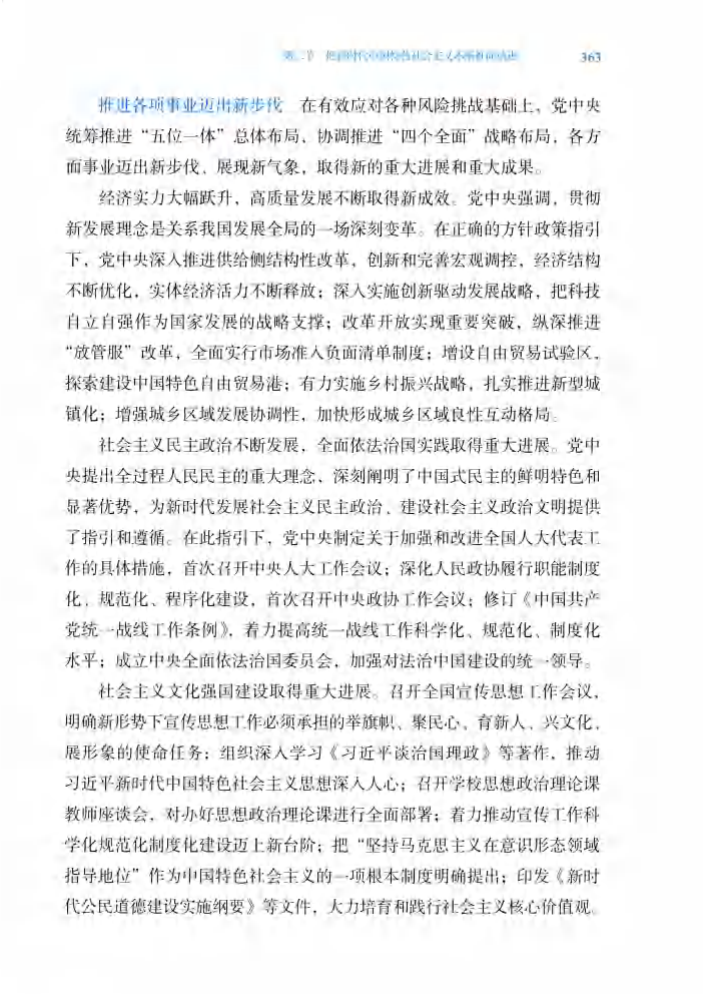 第二节 把新时代中国特色社会主义不断推向前进 363
推进各项事业迈出新步伐 在有效应对各种风险挑战基础上，党中央
统筹推进“五位一体”总体布局，协调推进“四个全面”战略布局，各方
面事业迈出新步伐，展现新气象，取得新的重大进展和重大成果。
经济实力大幅跃升，高质量发展不断取得新成效。党中央强调，贯彻
新发展理念是关系我国发展全局的一场深刻变革。在正确的方针政策指引
下，党中央深入推进供给侧结构性改革，创新和完善宏观调控，经济结构
不断优化，实体经济活力不断释放；深入实施创新驱动发展战略，把科技
自立自强作为国家发展的战略支撑；改革开放实现重要突破，纵深推进
“放管服”改革，全面实行市场准入负面清单制度；增设自由贸易试验区，
探索建设中国特色自由贸易港；有力实施乡村振兴战略，扎实推进新型城
镇化；增强城乡区域发展协调性，加快形成城乡区域良性互动格局。
社会主义民主政治不断发展，全面依法治国实践取得重大进展。党中
央提出全过程人民民主的重大理念，深刻阐明了中国式民主的鲜明特色和
显著优势，为新时代发展社会主义民主政治、建设社会主义政治文明提供
了指引和遵循。在此指引下，党中央制定关于加强和改进全国人大代表工
作的具体措施，首次召开中央人大工作会议；深化人民政协履行职能制度
化、规范化、程序化建设，首次召开中央政协工作会议；修订《中国共产
党统一战线工作条例》，着力提高统一战线工作科学化、规范化、制度化
水平；成立中央全面依法治国委员会，加强对法治中国建设的统一领导。
社会主义文化强国建设取得重大进展。召开全国宣传思想工作会议，
明确新形势下宣传思想工作必须承担的举旗帜、聚民心、育新人、兴文化、
展形象的使命任务；组织深入学习《习近平谈治国理政》等著作，推动
习近平新时代中国特色社会主义思想深入人心；召开学校思想政治理论课
教师座谈会，对办好思想政治理论课进行全面部署；着力推动宣传工作科
学化规范化制度化建设迈上新台阶；把“坚持马克思主义在意识形态领域
指导地位”作为中国特色社会主义的一项根本制度明确提出；印发《新时
代公民道德建设实施纲要》等文件，大力培育和践行社会主义核心价值观。